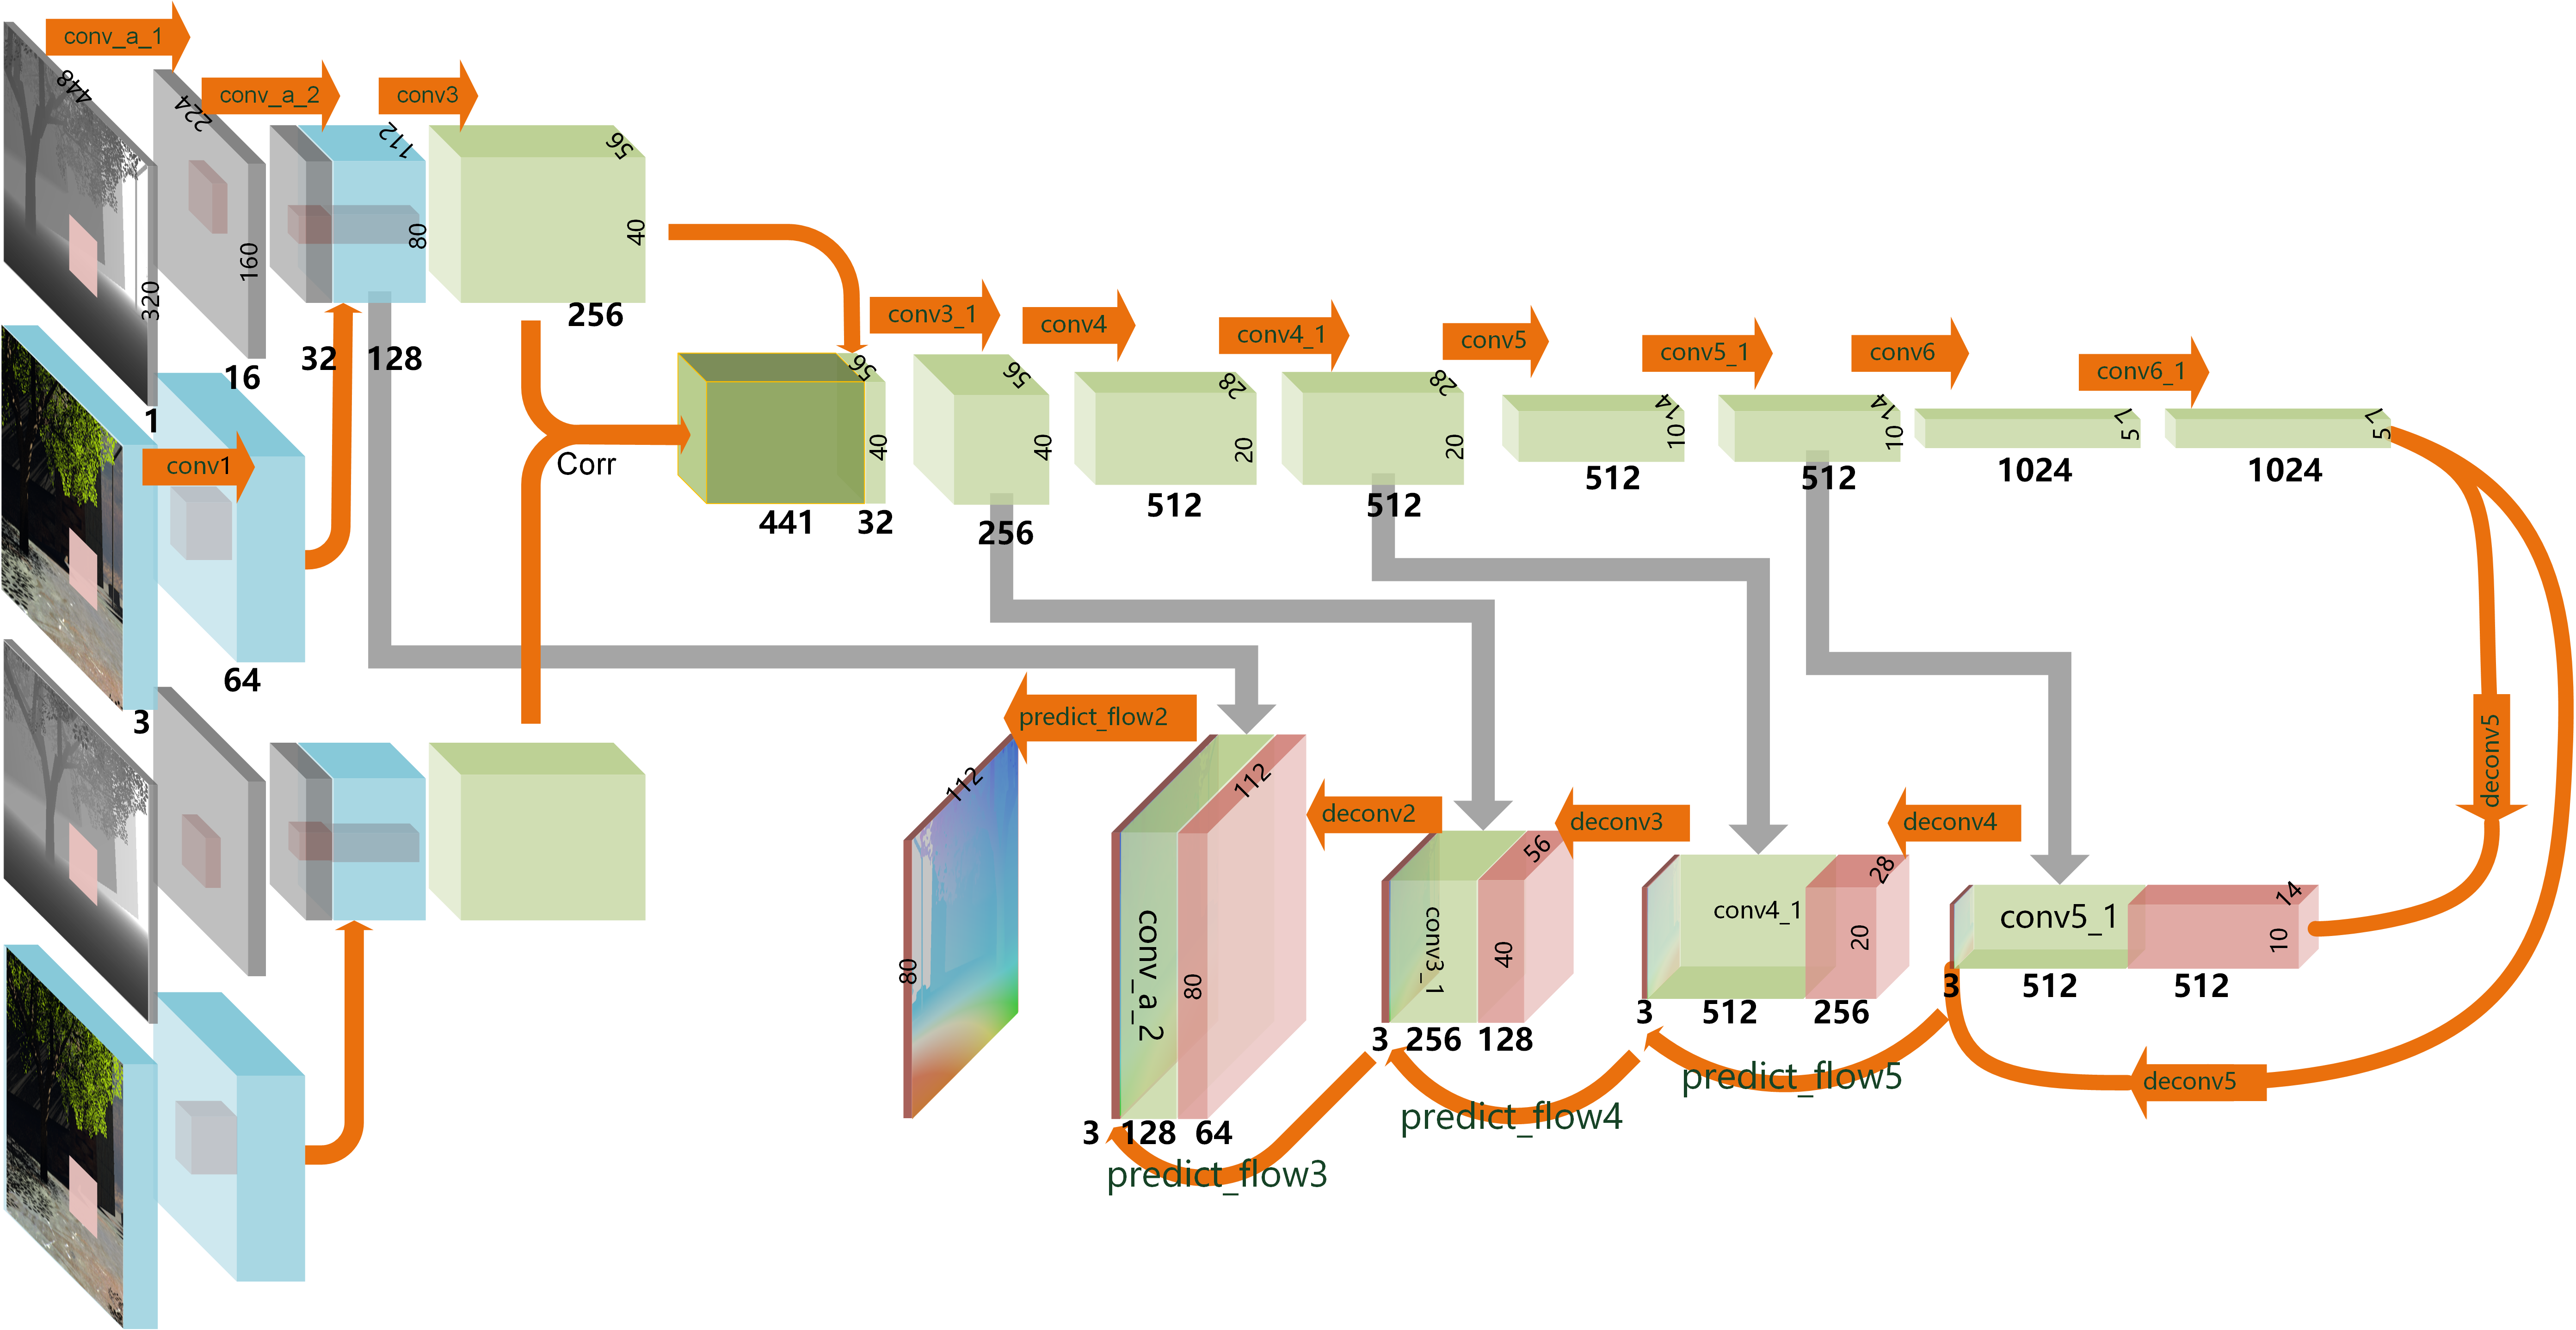 conv_a_1
conv_a_2
conv3
448
224
112
56
320
160
80
40
1
16
32
128
256
conv1
3
64
Corr
56
40
441
32
conv3_1
conv4
conv4_1
conv5
conv5_1
conv6
conv6_1
56
40
256
28
20
512
28
20
512
14
10
512
14
10
512
7
5
1024
7
5
1024
deconv5
predict_flow2
deconv2
deconv3
deconv4
112
80
112
80
conv_a_2
3
128
64
56
40
conv3_1
3
256
128
28
20
conv4_1
3
512
256
14
10
conv5_1
3
512
512
predict_flow3
predict_flow4
predict_flow5
deconv5